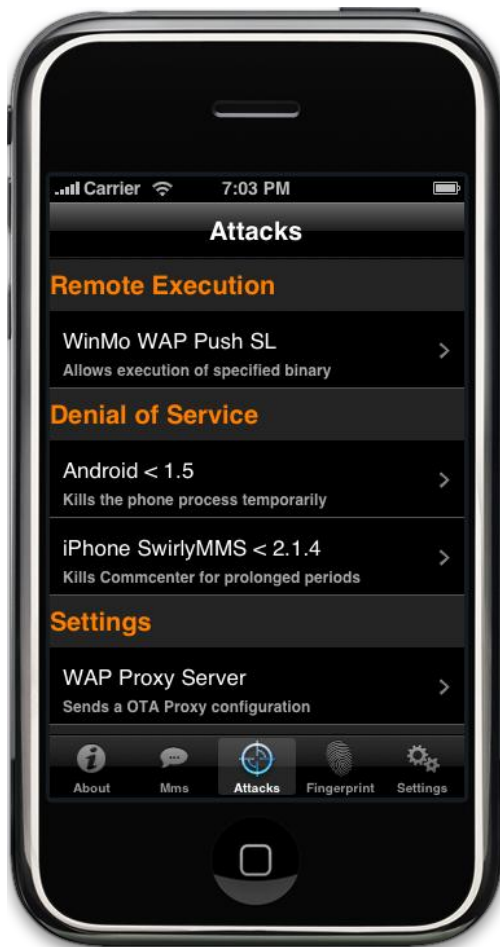 Carrier 7:03 PM
Attacks
Remote Execution
WinMo WAP Push SL
Allows execution of specified binary
Denial of Service
Android < 1.5
Kills the phone process temporarily
iPhone SwirlyMMS < 2.1.4
Kills Commcenter for prolonged periods
Settings
WAP Proxy Server
Sends a OTA Proxy configuration
About Mms Attacks Fingerprint Settings